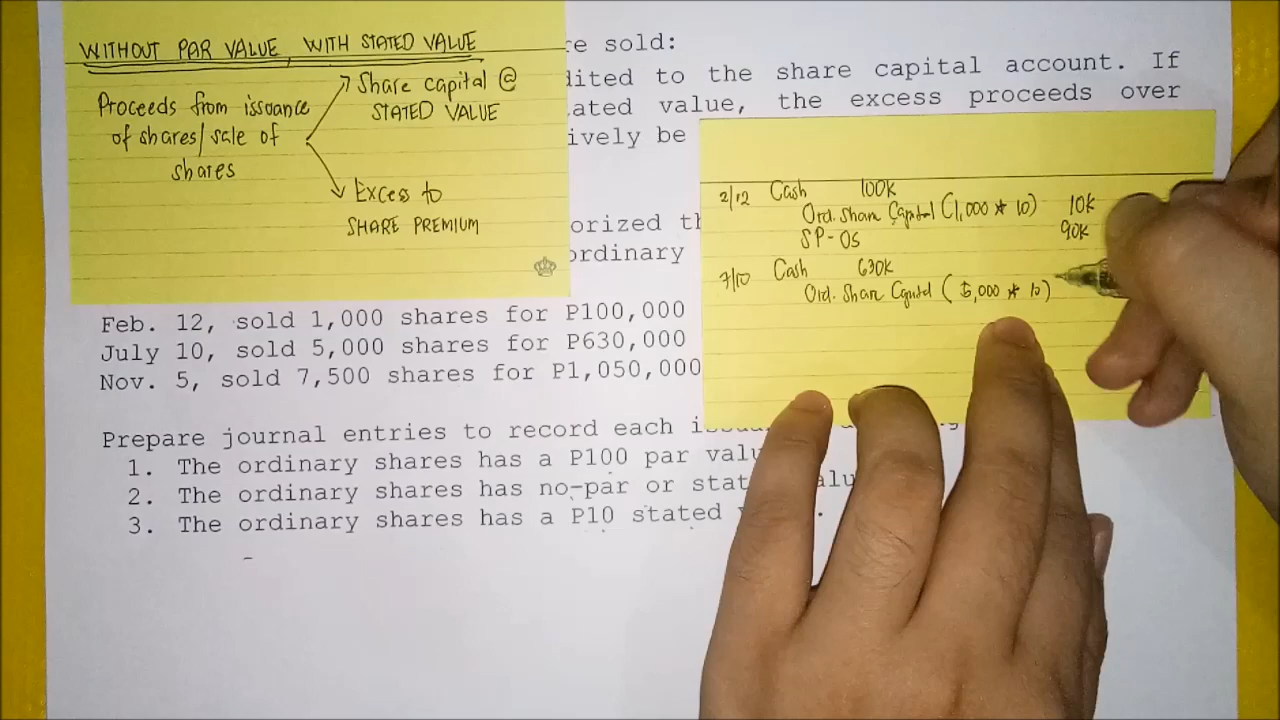 WITHOUT PAR VALUE, WITH STATED VALUE
Proceeds from issuance
of shares/sale of
shares
Share capital @
STATED VALUE
Excess to
SHARE PREMIUM
re sold:
dited to the share capital account. If
ated value, the excess proceeds over
ively be
orized th
ordinary
2/12 Cash 100k
Ord. Share Capital (1,000 * 10) 10k
SP-OS 90k
7/10 Cash 630k
Ord. Share Capital (5,000 * 10)
Feb. 12, sold 1,000 shares for P100,000
July 10, sold 5,000 shares for P630,000
Nov. 5, sold 7,500 shares for P1,050,000
Prepare journal entries to record each
1. The ordinary shares has a P100 par valu
2. The ordinary shares has no-par or stat alu
3. The ordinary shares has a P10 stated